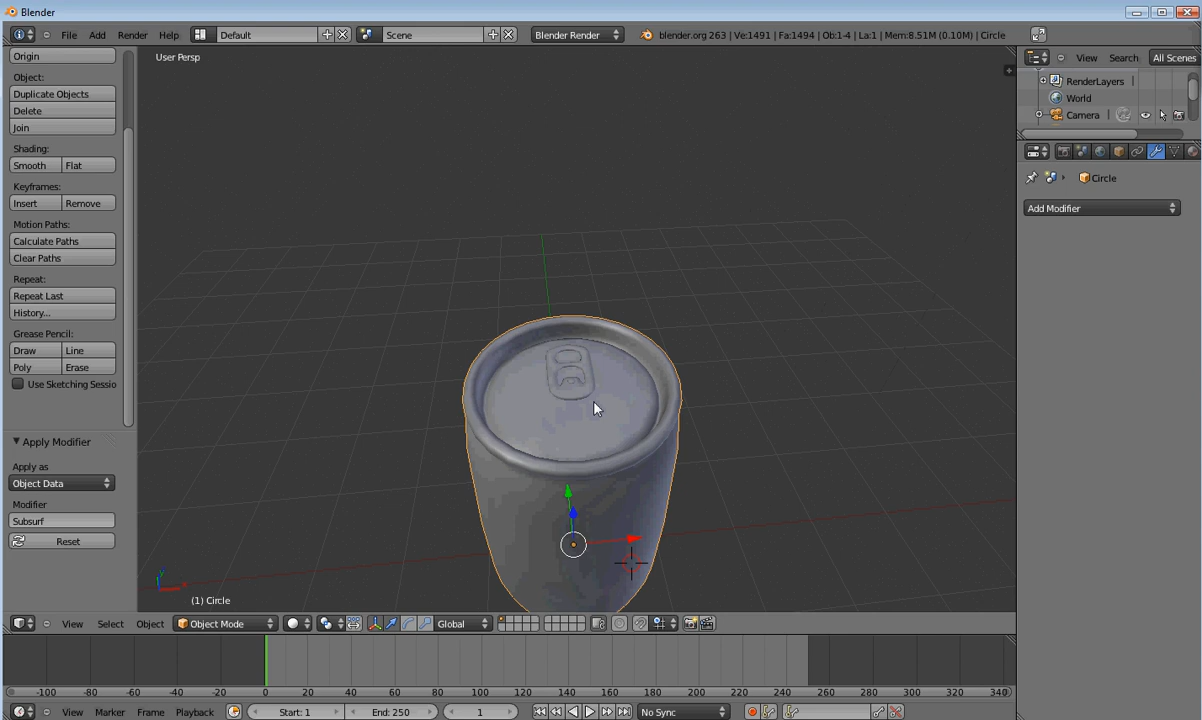 Blender
File Add Render Help Default Scene Blender Render blender.org 263 | Ve:1491 | Fa:1494 | Ob:1-4 | La:1 | Mem:8.51M (0.10M) | Circle
Origin
Object:
Duplicate Objects
Delete
Join
Shading:
Smooth Flat
Keyframes:
Insert Remove
Motion Paths:
Calculate Paths
Clear Paths
Repeat:
Repeat Last
History...
Grease Pencil:
Draw Line
Poly Erase
Use Sketching Sessio
Apply Modifier
Apply as
Object Data
Modifier
Subsurf
Reset
User Persp
(1) Circle
View Search All Scenes
RenderLayers
World
Camera
Circle
Add Modifier
View Select Object Object Mode Global
-100 -80 -60 -40 -20 0 20 40 60 80 100 120 140 160 180 200 220 240 260 280 300 320 340
View Marker Frame Playback Start: 1 End: 250 1 No Sync